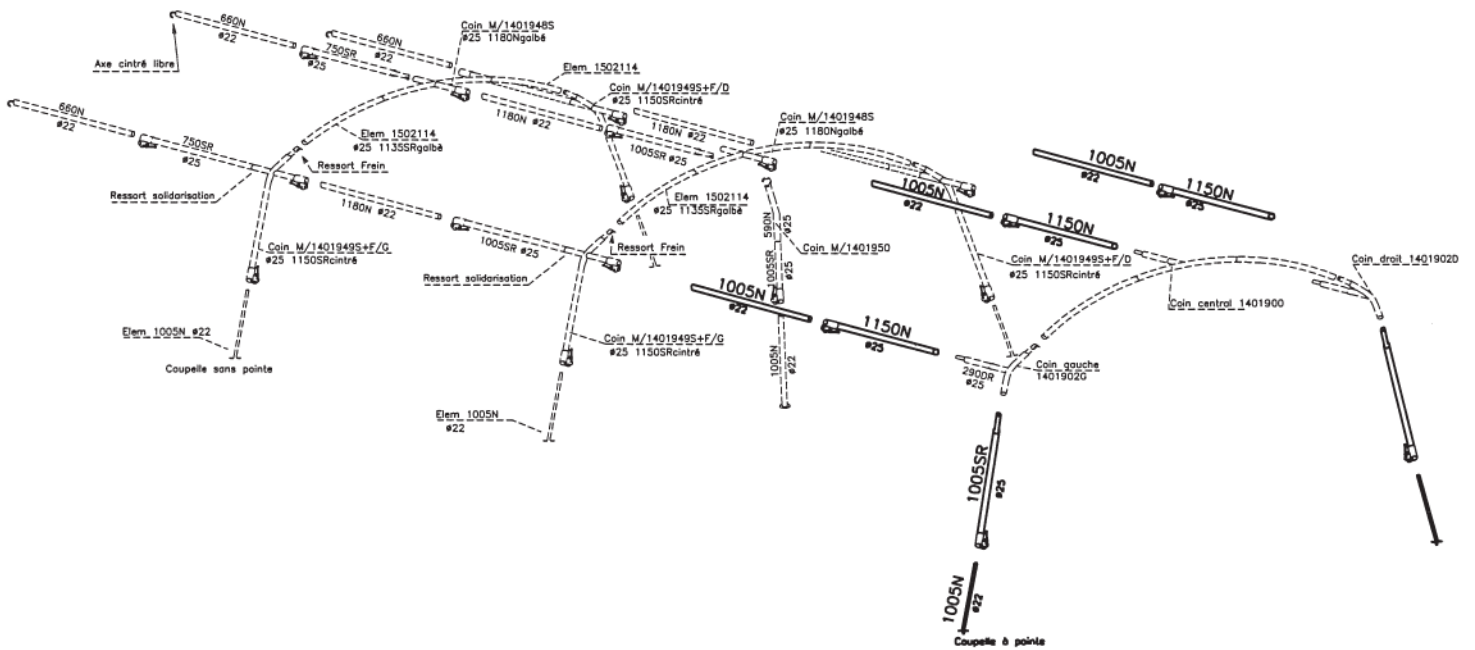 660N
ø22
Axe cintré libre
750SR
ø25
660N
ø22
Coin M/1401948S
ø25 1180Ngalbé
Elem 1502114
Coin M/1401949S+F/D
ø25 1150SRcintré
660N
ø22
750SR
ø25
Elem 1502114
ø25 1135SRgalbé
Ressort Frein
Ressort solidarisation
1180N ø22
1180N ø22
1005SR ø25
Coin M/1401948S
ø25 1180Ngalbé
1180N ø22
1005SR ø25
Elem 1502114
ø25 1135SRgalbé
Ressort Frein
Ressort solidarisation
Coin M/1401949S+F/G
ø25 1150SRcintré
Elem 1005N ø22
Coupelle sans pointe
Coin M/1401949S+F/G
ø25 1150SRcintré
Elem 1005N
ø22
590N
ø25
Coin M/1401950
1005SR
ø25
1005N
ø22
1005N
ø22
1150N
ø25
1005N
ø22
1150N
ø25
1005N
ø22
1150N
ø25
Coin M/1401949S+F/D
ø25 1150SRcintré
Coin droit 1401902D
Coin central 1401900
290DR
ø25
Coin gauche
1401902G
1005SR
ø25
1005N
ø22
Coupelle à pointe